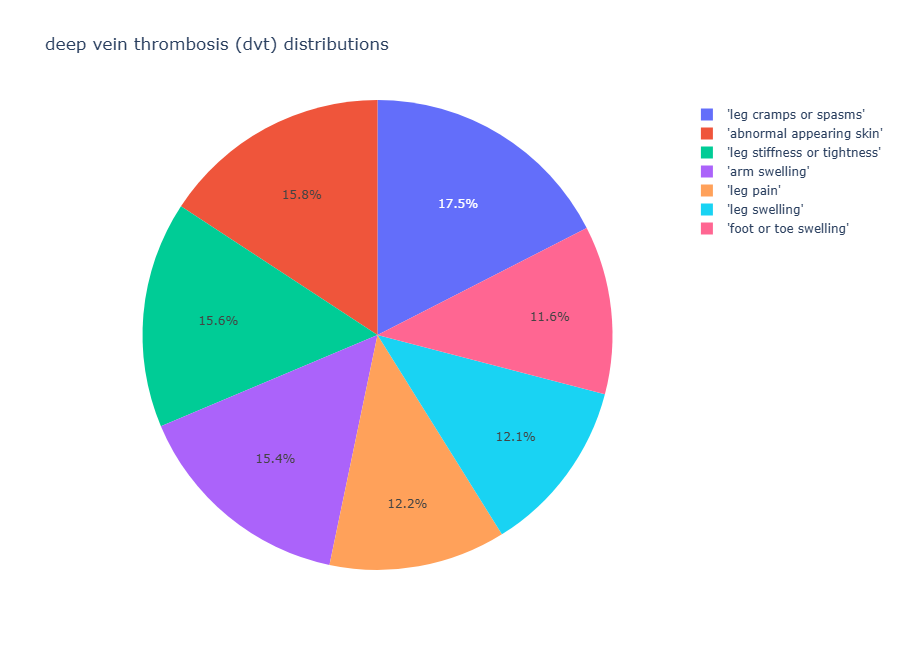 deep vein thrombosis (dvt) distributions
'leg cramps or spasms'
'abnormal appearing skin'
'leg stiffness or tightness'
'arm swelling'
'leg pain'
'leg swelling'
'foot or toe swelling'
15.8%
17.5%
15.6%
11.6%
15.4%
12.1%
12.2%